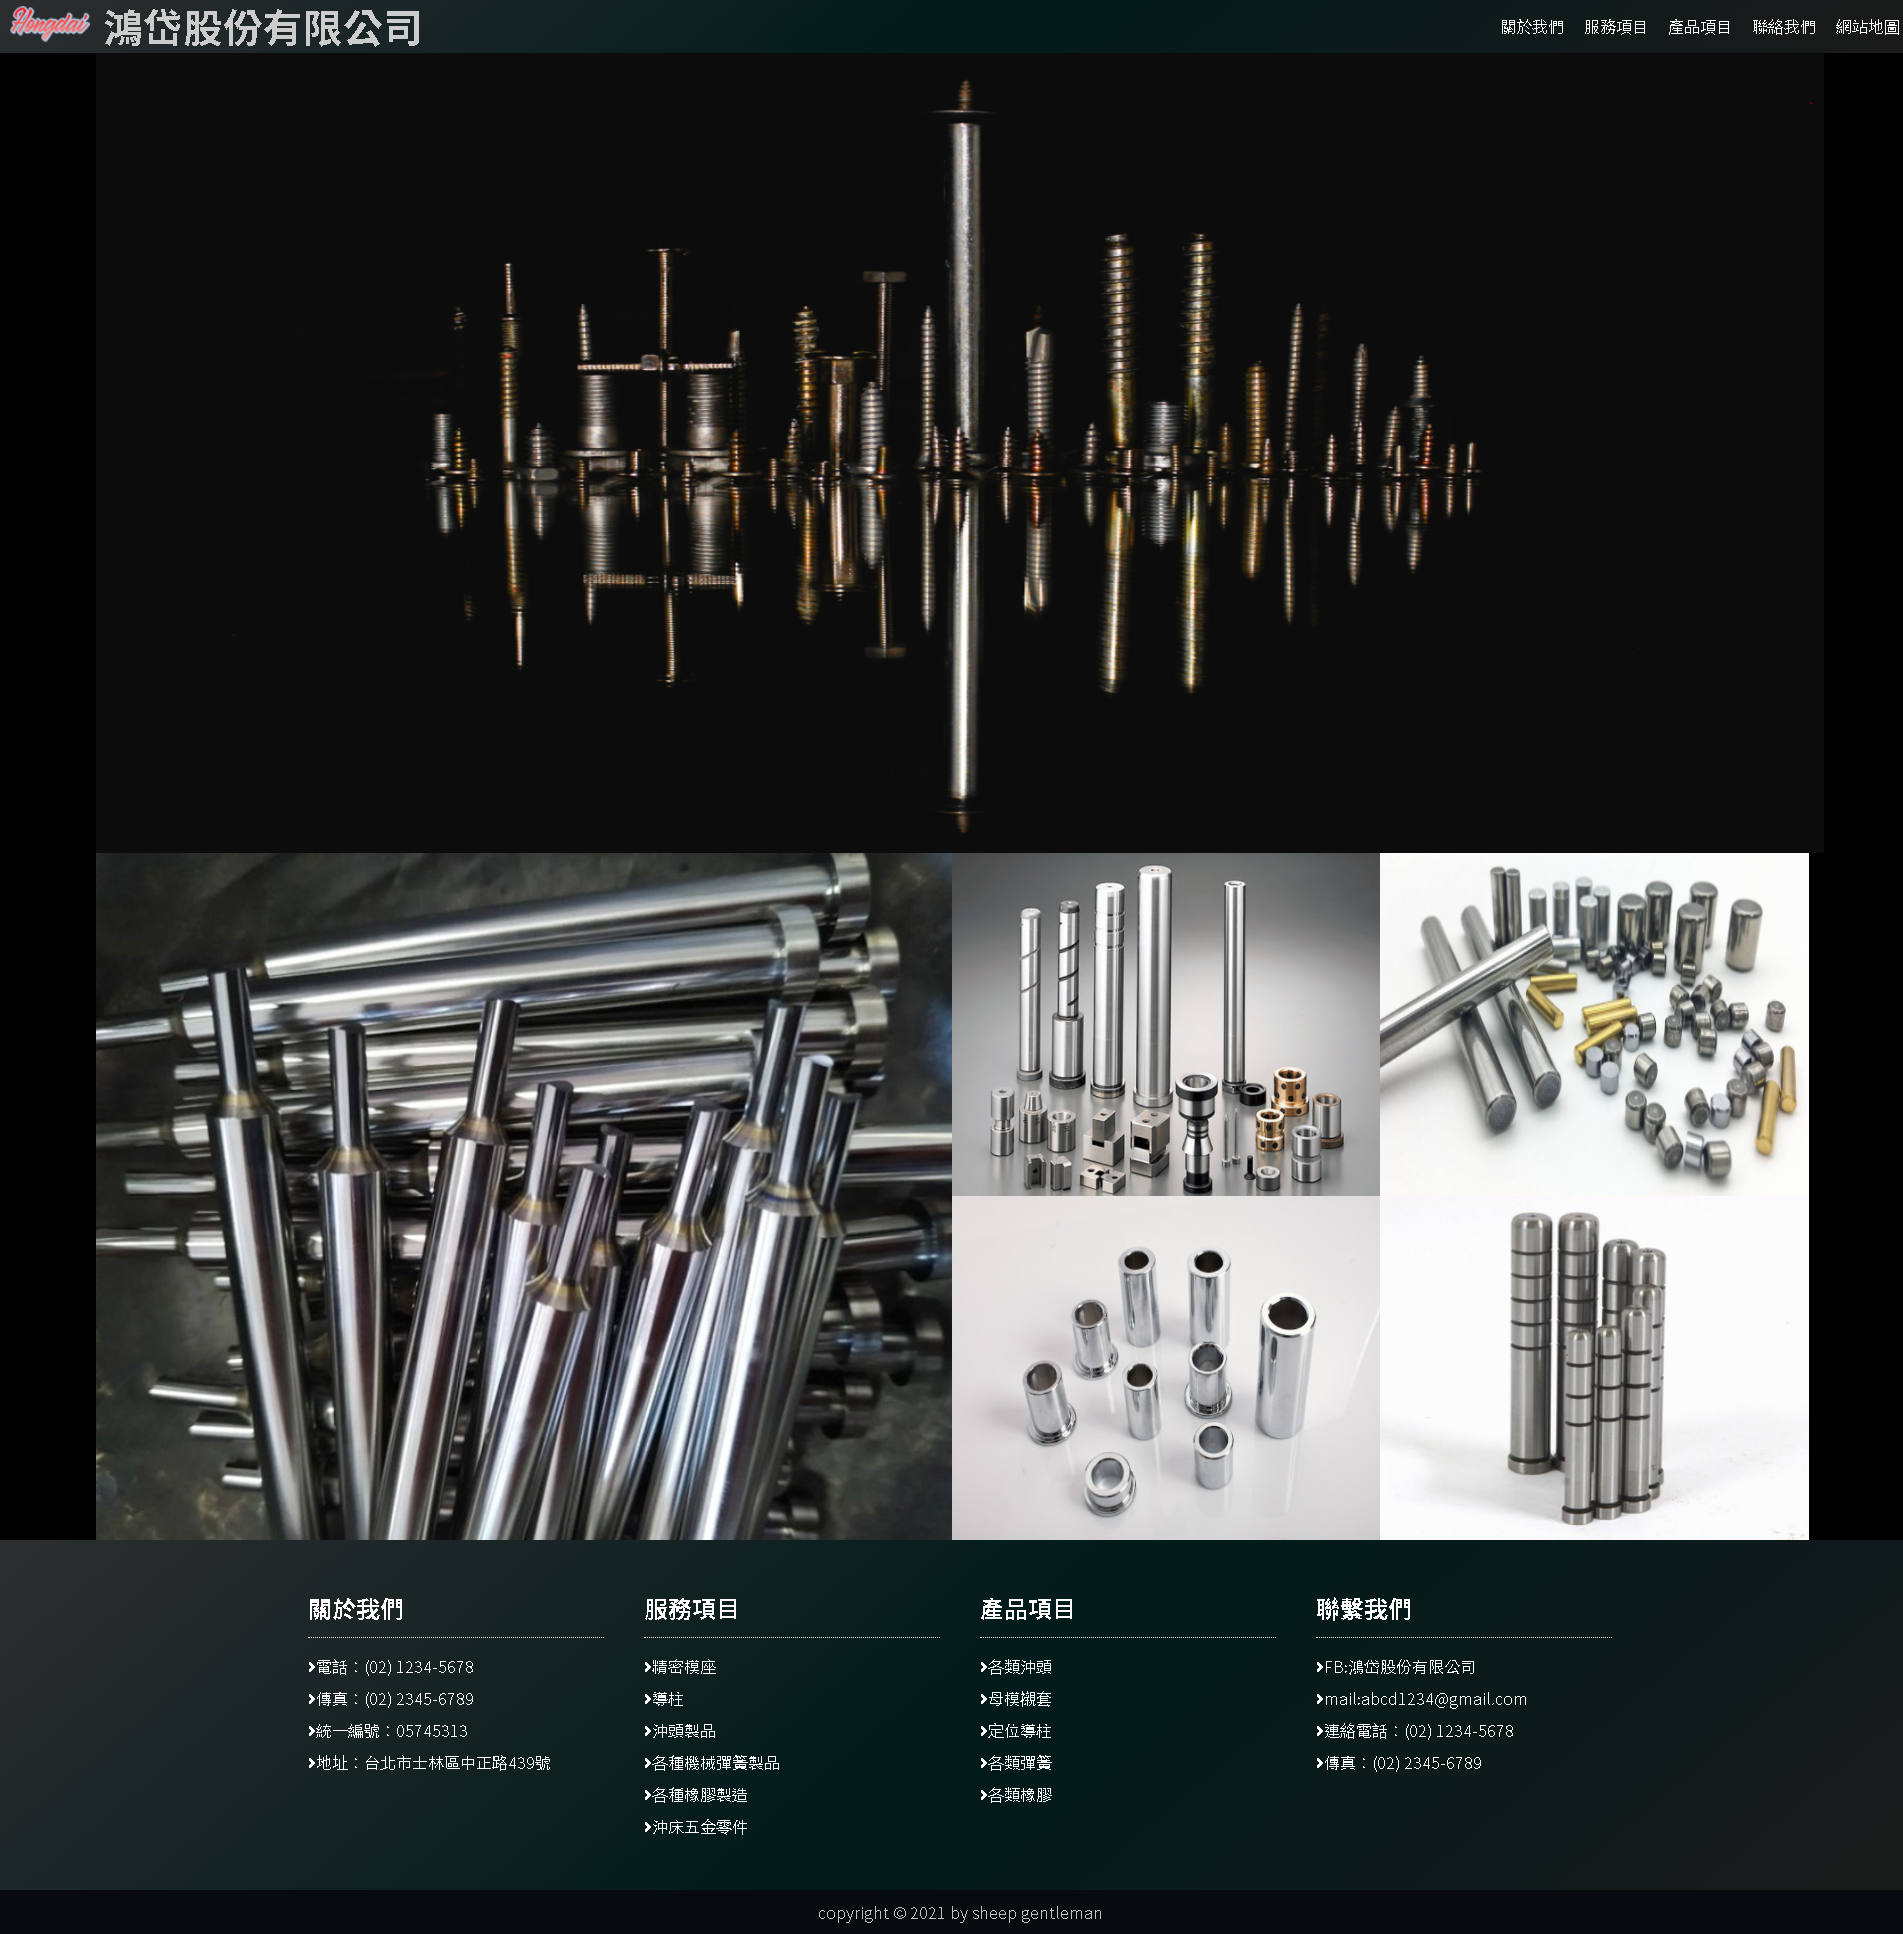 Hongdai 鴻岱股份有限公司
關於我們 服務項目 產品項目 聯絡我們 網站地圖
關於我們
電話：(02) 1234-5678
傳真：(02) 2345-6789
統一編號：05745313
地址：台北市士林區中正路439號
服務項目
精密模座
導柱
沖頭製品
各種機械彈簧製品
各種橡膠製造
沖床五金零件
產品項目
各類沖頭
母模襯套
定位導柱
各類彈簧
各類橡膠
聯繫我們
FB:鴻岱股份有限公司
mail:abcd1234@gmail.com
連絡電話：(02) 1234-5678
傳真：(02) 2345-6789
copyright © 2021 by sheep gentleman